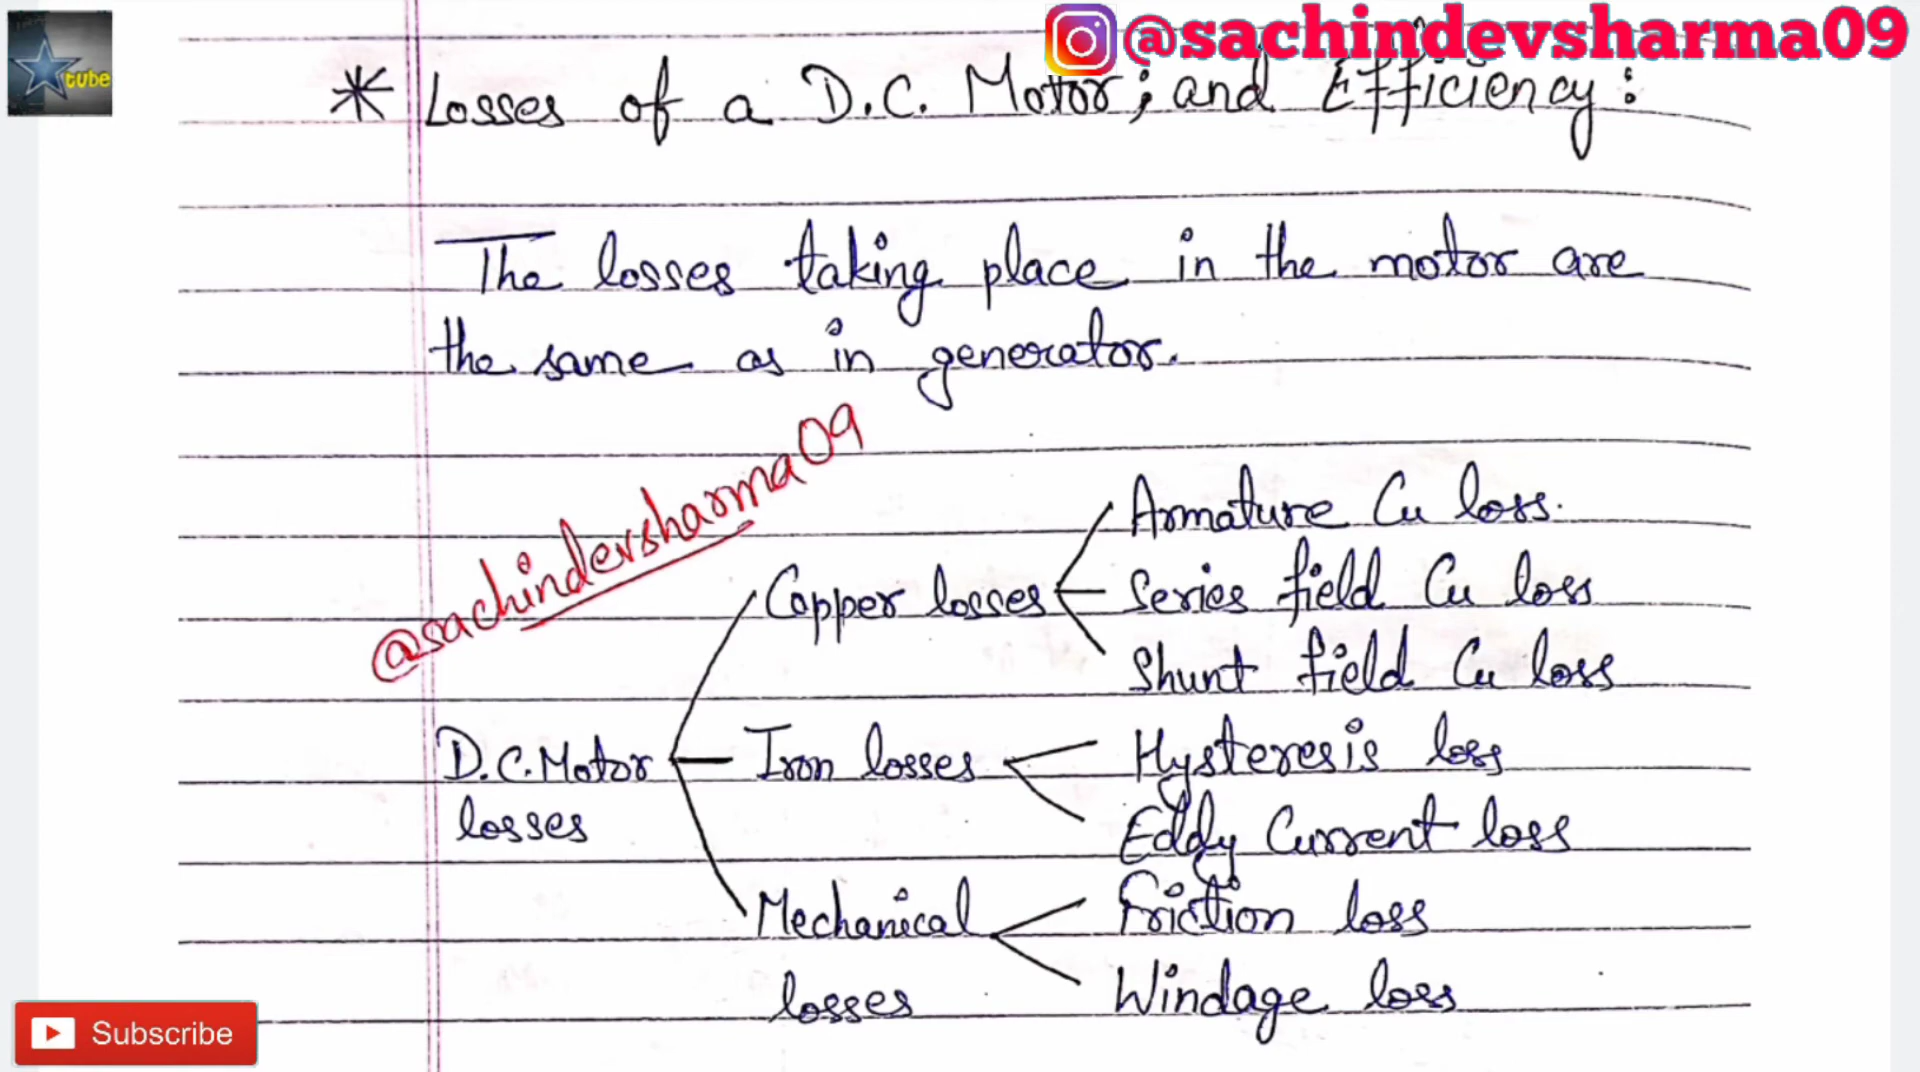 tube
@sachindevsharma09
* Losses of a D.C. Motor; and Efficiency:
The losses taking place in the motor are
the same as in generator.
@sachindevsharma09
Armature Cu loss.
Copper losses
Series field Cu loss
Shunt field Cu loss
D.C. Motor
losses
Iron losses
Hysteresis loss
Eddy Current loss
Mechanical
losses
Friction loss
Windage loss
Subscribe